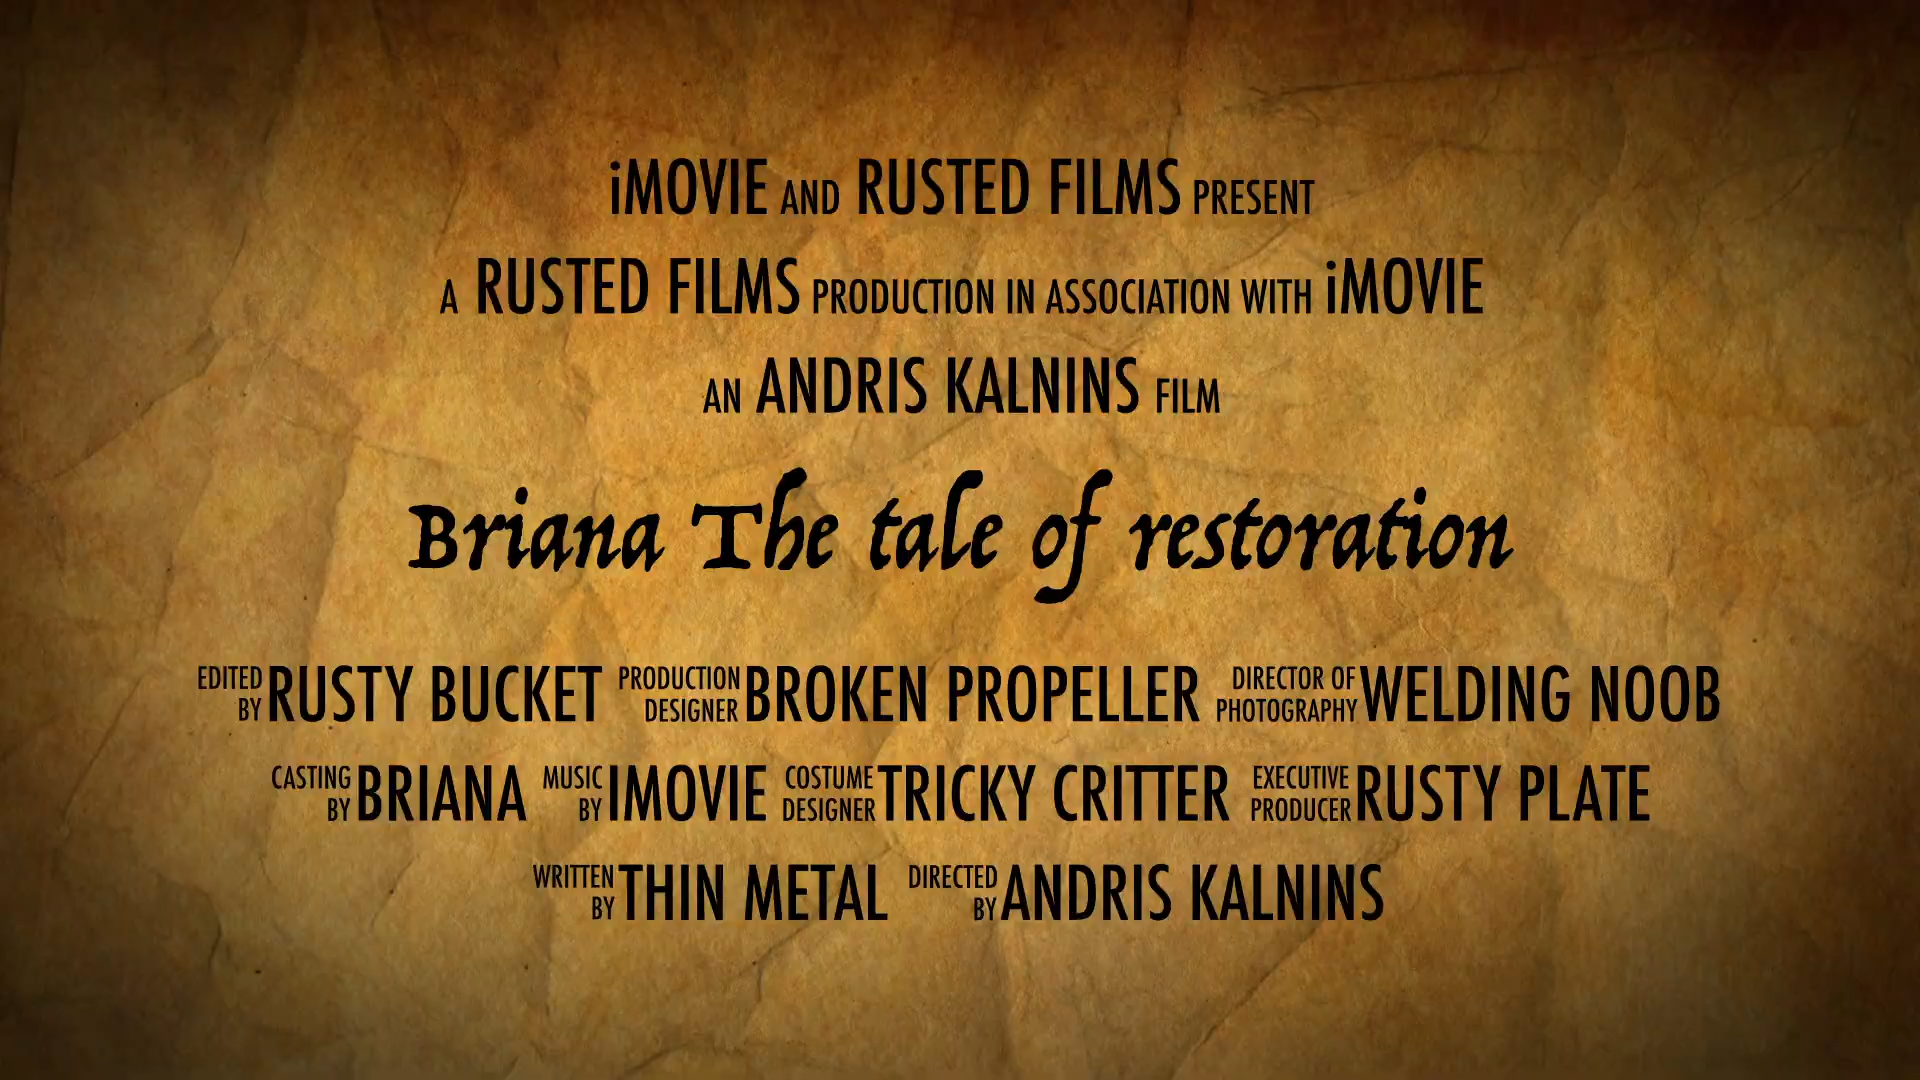 iMOVIE AND RUSTED FILMS PRESENT
A RUSTED FILMS PRODUCTION IN ASSOCIATION WITH iMOVIE
AN ANDRIS KALNINS FILM
Briana The tale of restoration
EDITED BY RUSTY BUCKET PRODUCTION DESIGNER BROKEN PROPELLER DIRECTOR OF PHOTOGRAPHY WELDING NOOB
CASTING BY BRIANA MUSIC BY IMOVIE COSTUME DESIGNER TRICKY CRITTER EXECUTIVE PRODUCER RUSTY PLATE
WRITTEN BY THIN METAL DIRECTED BY ANDRIS KALNINS